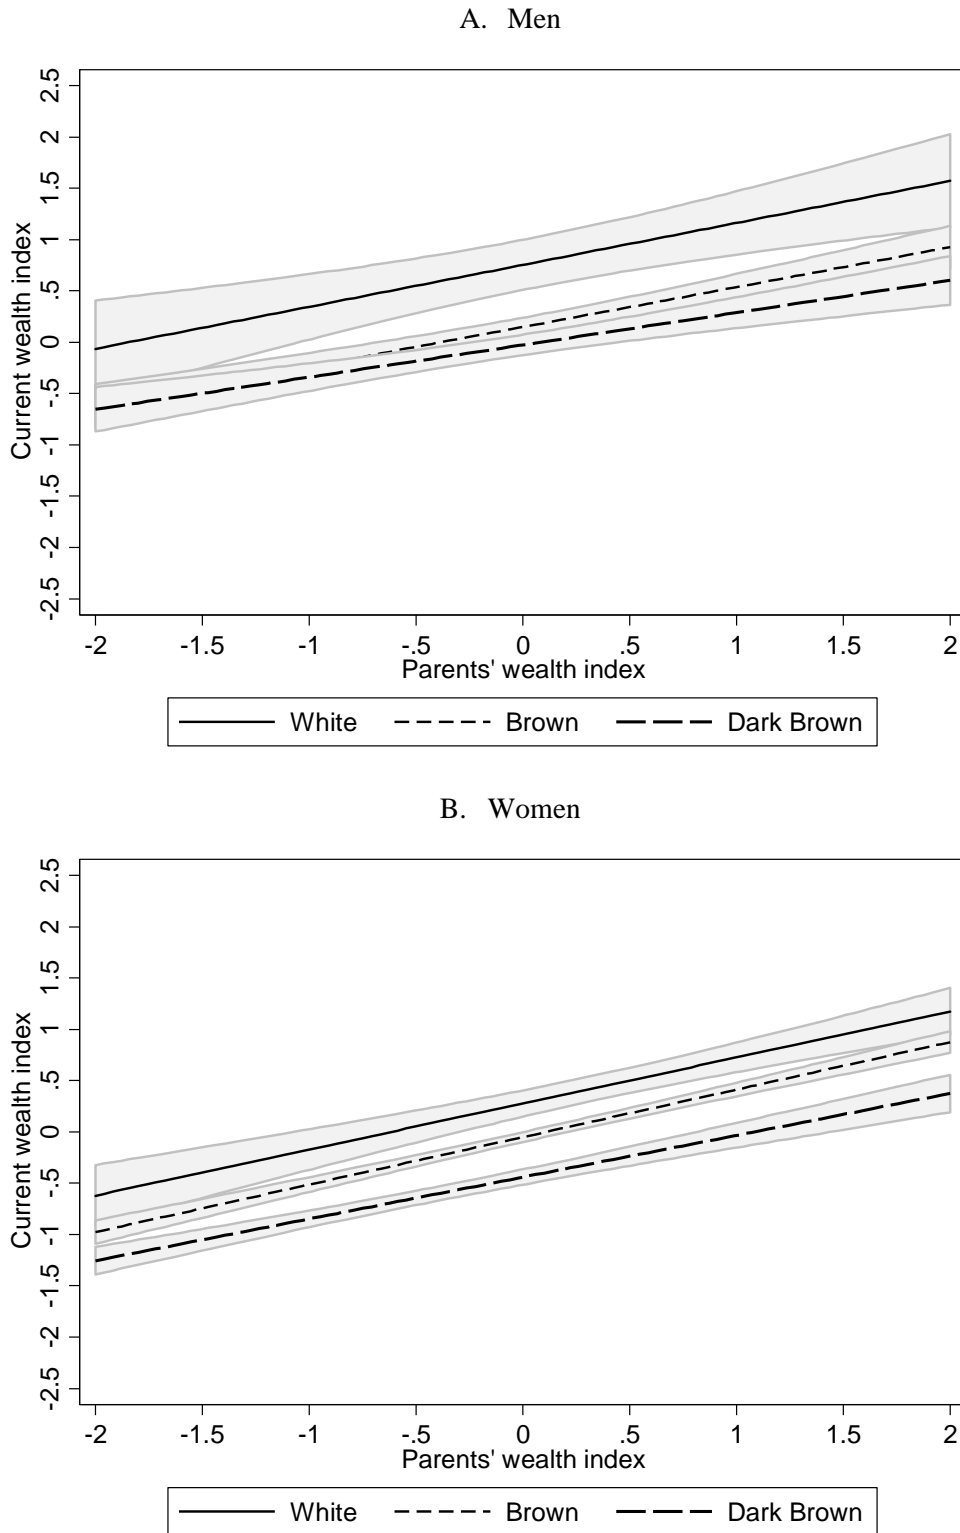 A. Men
2.5
2
1.5
1
.5
0
-.5
-1
-1.5
-2
-2.5
Current wealth index
-2 -1.5 -1 -.5 0 .5 1 1.5 2
Parents' wealth index
White Brown Dark Brown
B. Women
2.5
2
1.5
1
.5
0
-.5
-1
-1.5
-2
-2.5
Current wealth index
-2 -1.5 -1 -.5 0 .5 1 1.5 2
Parents' wealth index
White Brown Dark Brown